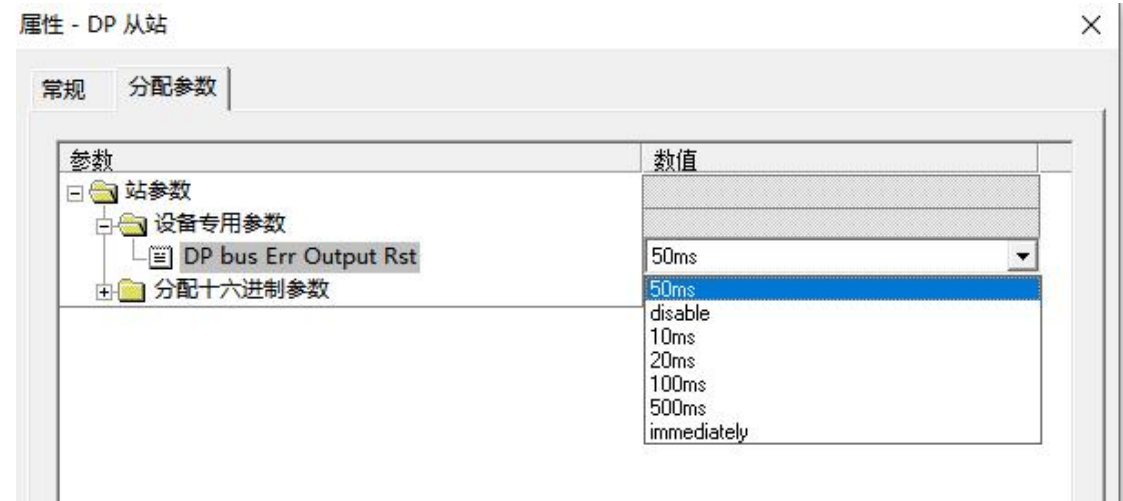 属性 - DP 从站
常规 分配参数
参数 数值
站参数
设备专用参数
DP bus Err Output Rst 50ms
分配十六进制参数
50ms
disable
10ms
20ms
100ms
500ms
immediately